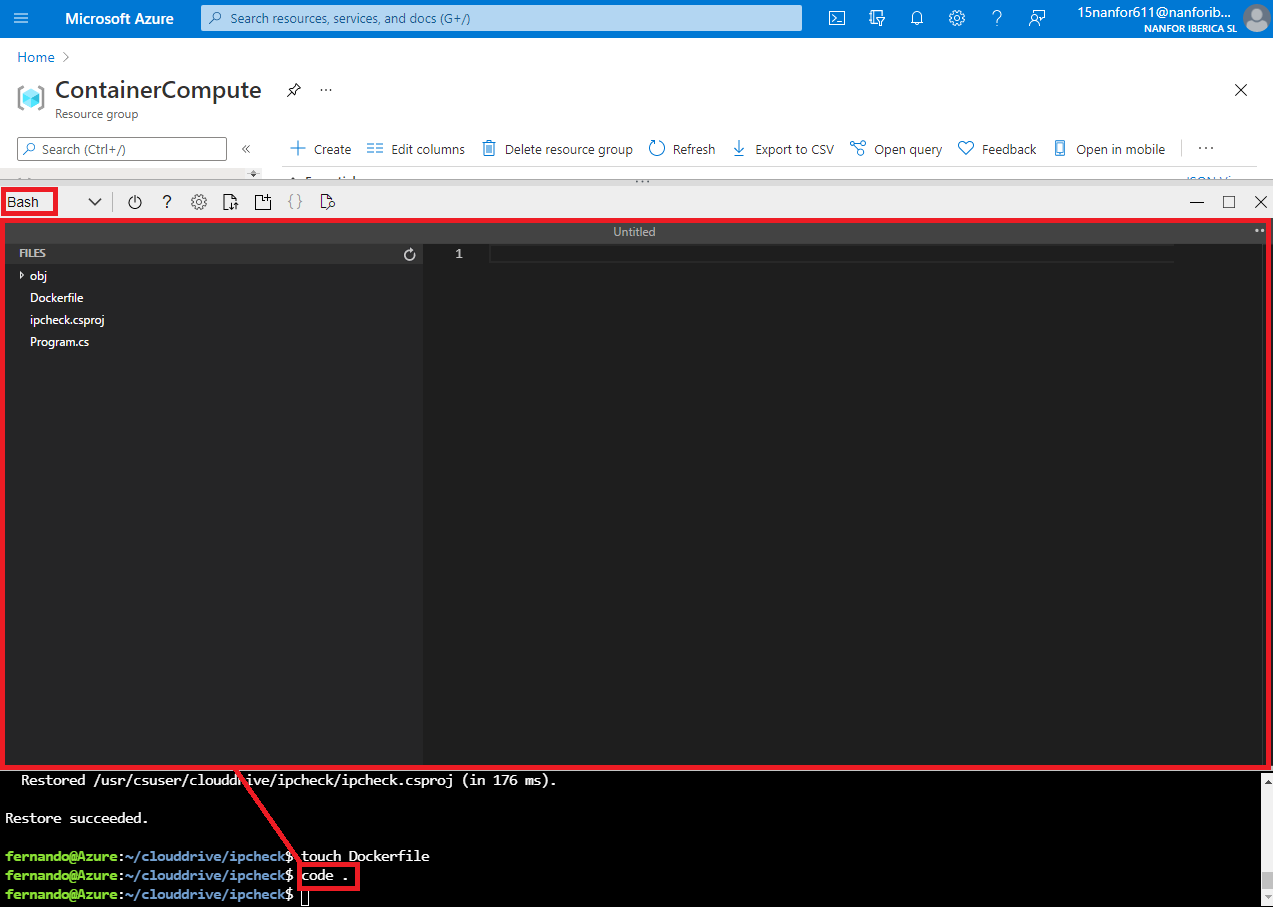 Microsoft Azure
Search resources, services, and docs (G+/)
15nanfor611@nanforib...
NANFOR IBERICA SL
Home
ContainerCompute
...
Resource group
Search (Ctrl+/)
«
Create
Edit columns
Delete resource group
Refresh
Export to CSV
Open query
Feedback
Open in mobile
...
Bash
?
{}
Untitled
FILES
1
obj
Dockerfile
ipcheck.csproj
Program.cs
Restored /usr/csuser/clouddrive/ipcheck/ipcheck.csproj (in 176 ms).
Restore succeeded.
fernando@Azure:~/clouddrive/ipcheck$ touch Dockerfile
fernando@Azure:~/clouddrive/ipcheck$ code .
fernando@Azure:~/clouddrive/ipcheck$